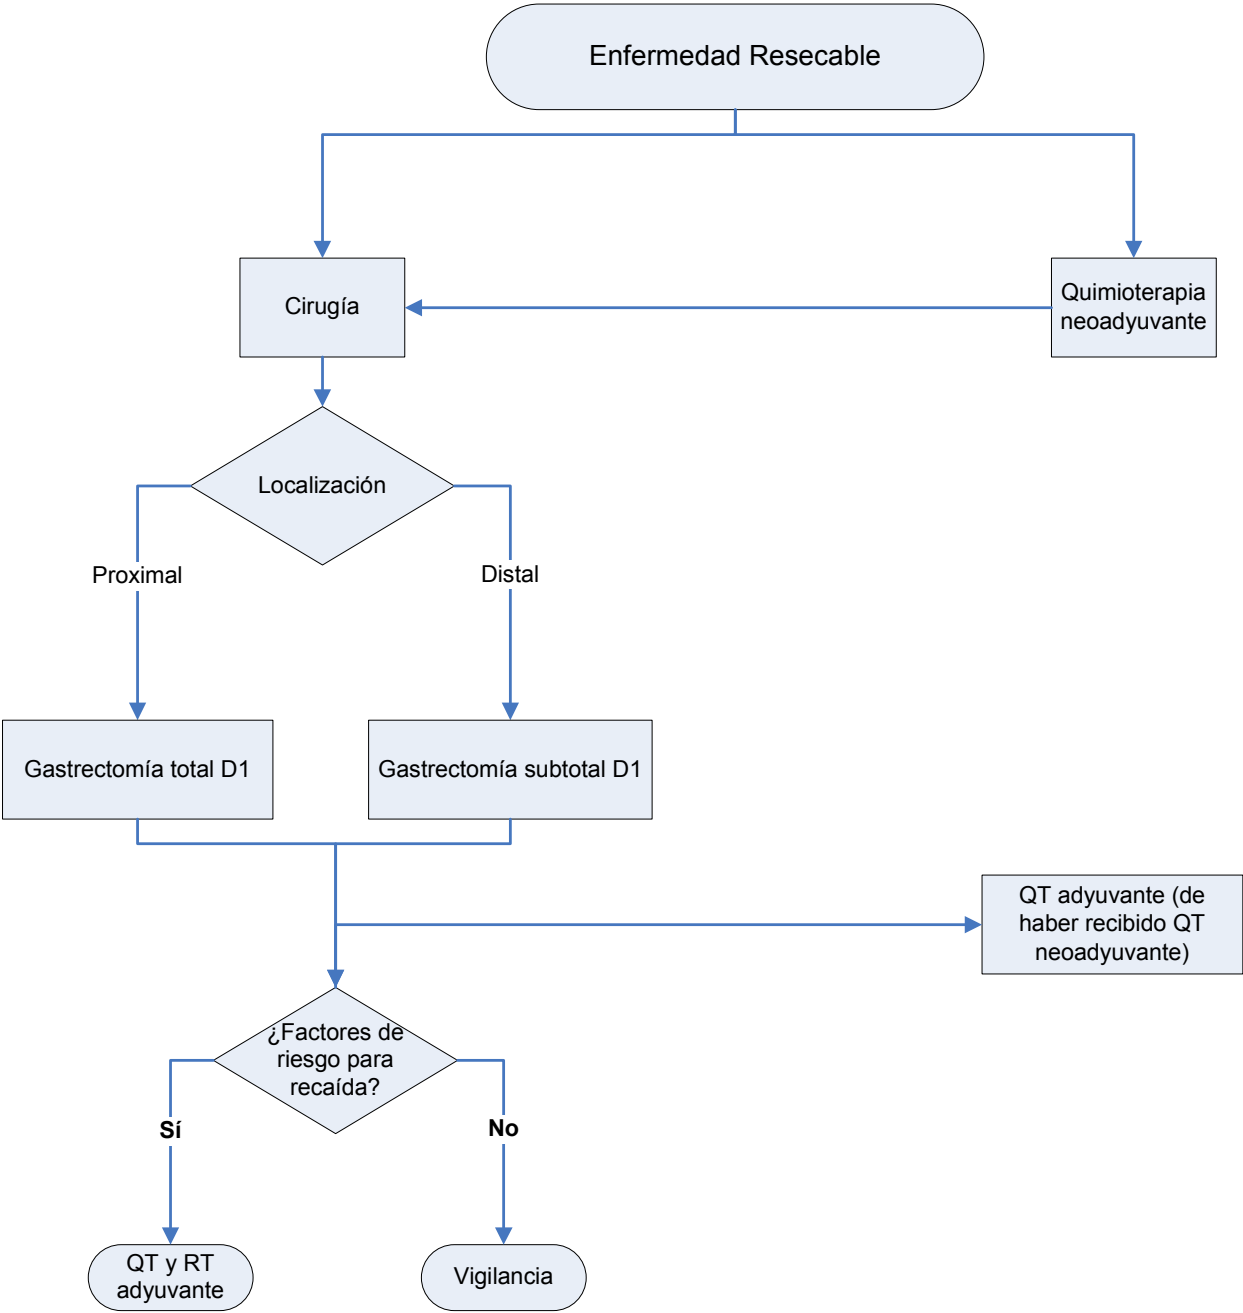 Enfermedad Resecable
Cirugía
Quimioterapia
neoadyuvante
Localización
Proximal
Distal
Gastrectomía total D1
Gastrectomía subtotal D1
QT adyuvante (de
haber recibido QT
neoadyuvante)
¿Factores de
riesgo para
recaída?
Sí
No
QT y RT
adyuvante
Vigilancia